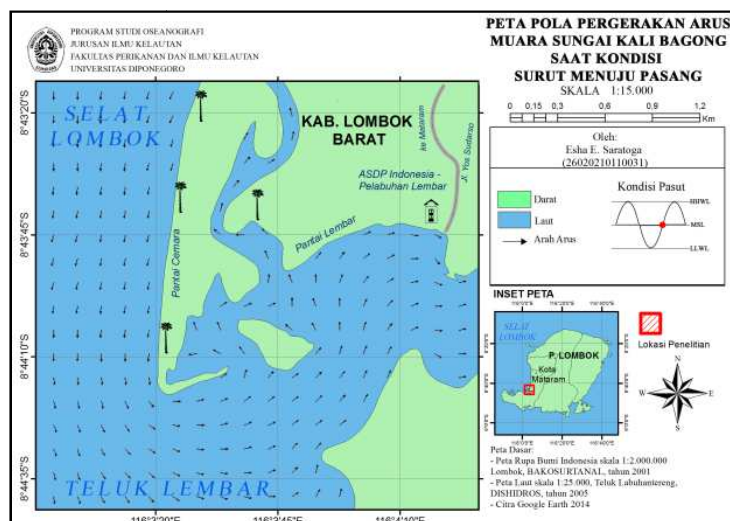 PROGRAM STUDI OSEANOGRAFI
JURUSAN ILMU KELAUTAN
FAKULTAS PERIKANAN DAN ILMU KELAUTAN
UNIVERSITAS DIPONEGORO
PETA POLA PERGERAKAN ARUS
MUARA SUNGAI KALI BAGONG
SAAT KONDISI
SURUT MENUJU PASANG
SKALA 1:15.000
0 0,15 0,3 0,6 0,9 1,2
Km
Oleh:
Esha E. Saratoga
(26020210110031)
Darat
Laut
Arah Arus
Kondisi Pasut
HHWL
MSL
LLWL
INSET PETA
SELAT
LOMBOK
P. LOMBOK
Kota
Mataram
Lokasi Penelitian
N
W
E
S
Peta Dasar:
- Peta Rupa Bumi Indonesia skala 1:2.000.000
Lombok, BAKOSURTANAL, tahun 2001
- Peta Laut skala 1:25.000, Teluk Labuhantereng,
DISHIDROS, tahun 2005
- Citra Google Earth 2014
SELAT
LOMBOK
KAB. LOMBOK
BARAT
ke Mataram
Jl. Yos Sudarso
ASDP Indonesia -
Pelabuhan Lembar
Pantai Lembar
Pantai Cemara
TELUK LEMBAR
8°43'20"S
8°43'45"S
8°44'10"S
8°44'35"S
116°3'20"E
116°3'45"E
116°4'10"E